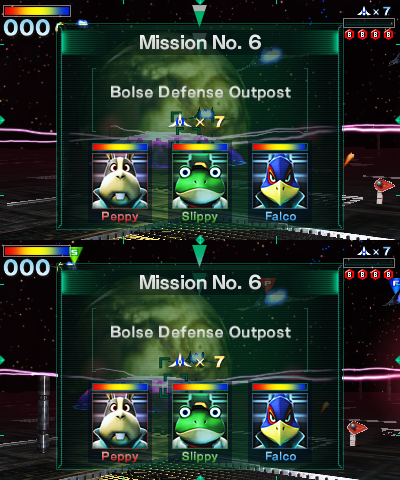 × 7
000
B B B B
Mission No. 6
Bolse Defense Outpost
× 7
Peppy Slippy Falco
S
× 7
000
B B B B
Mission No. 6
F
Bolse Defense Outpost
× 7
Peppy Slippy Falco